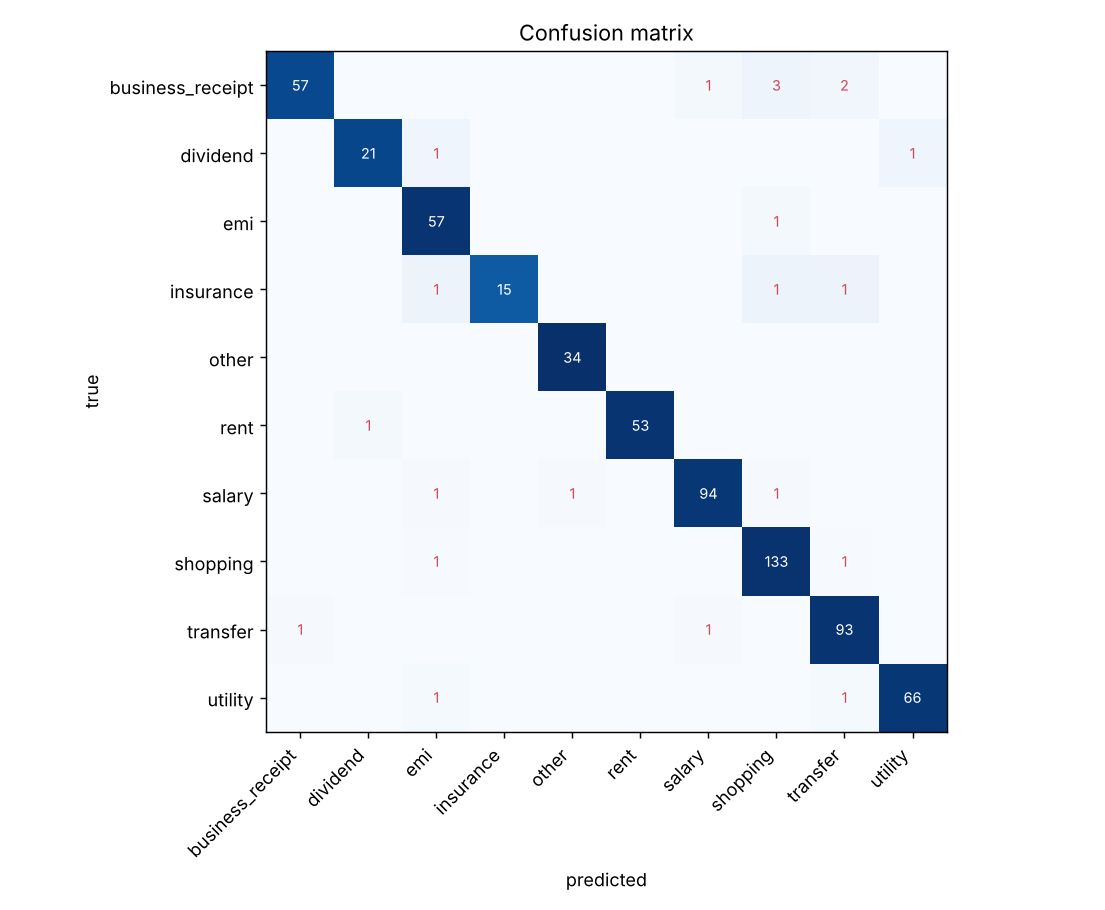 Confusion matrix
business_receipt 57 1 3 2
dividend 21 1 1
emi 57 1
insurance 1 15 1 1
other 34
rent 1 53
salary 1 1 94 1
shopping 1 133 1
transfer 1 1 93
utility 1 1 66
true
business_receipt dividend emi insurance other rent salary shopping transfer utility
predicted